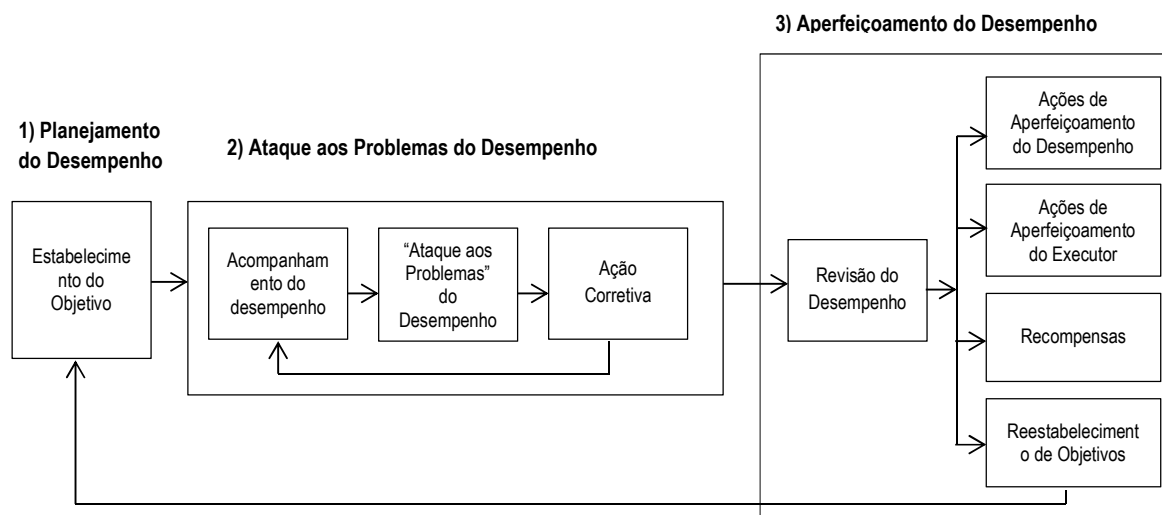 3) Aperfeiçoamento do Desempenho
1) Planejamento
do Desempenho
2) Ataque aos Problemas do Desempenho
Estabelecime
nto do
Objetivo
Acompanham
ento do
desempenho
“Ataque aos
Problemas”
do
Desempenho
Ação
Corretiva
Revisão do
Desempenho
Ações de
Aperfeiçoamento
do Desempenho
Ações de
Aperfeiçoamento
do Executor
Recompensas
Reestabeleciment
o de Objetivos